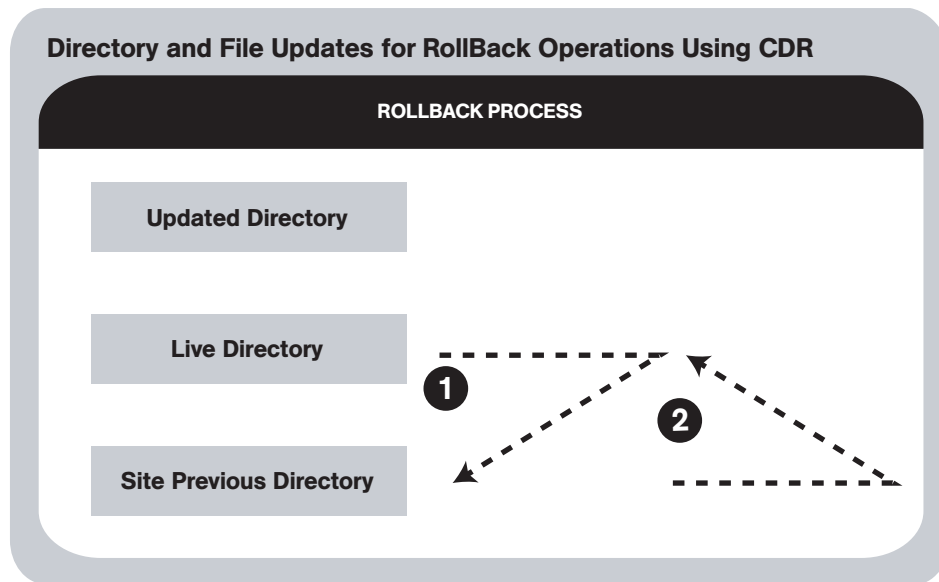 Directory and File Updates for RollBack Operations Using CDR
ROLLBACK PROCESS
Updated Directory
Live Directory
1
2
Site Previous Directory